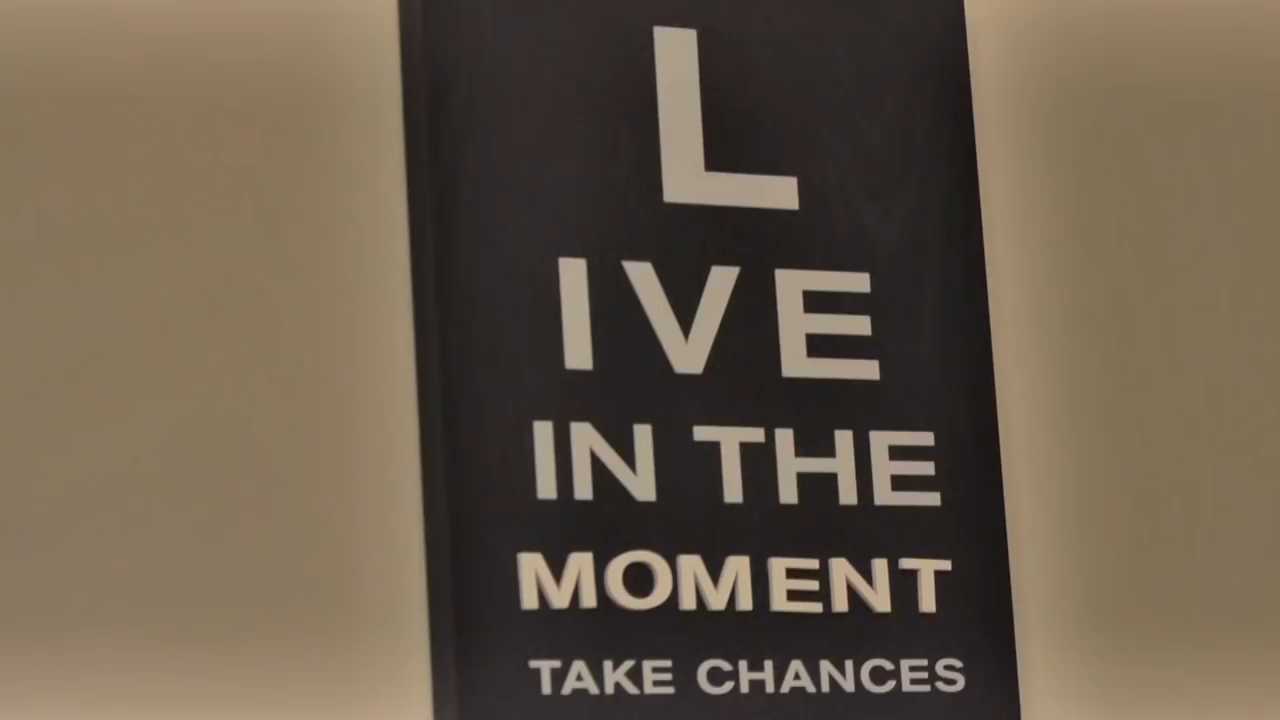 L
IVE
IN THE
MOMENT
TAKE CHANCES